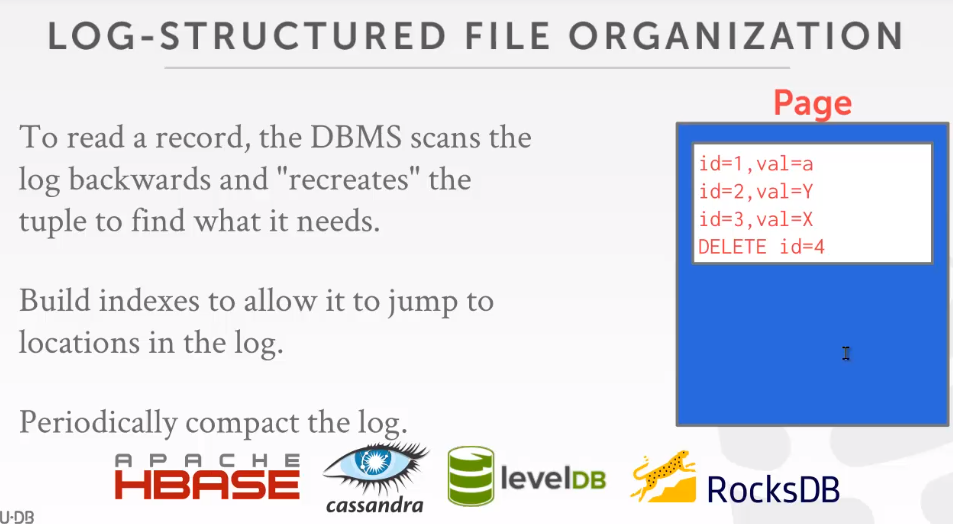 LOG-STRUCTURED FILE ORGANIZATION
To read a record, the DBMS scans the
log backwards and "recreates" the
tuple to find what it needs.
Build indexes to allow it to jump to
locations in the log.
Periodically compact the log.
Page
id=1,val=a
id=2,val=Y
id=3,val=X
DELETE id=4
APACHE
HBASE
cassandra
levelDB
RocksDB
U·DB